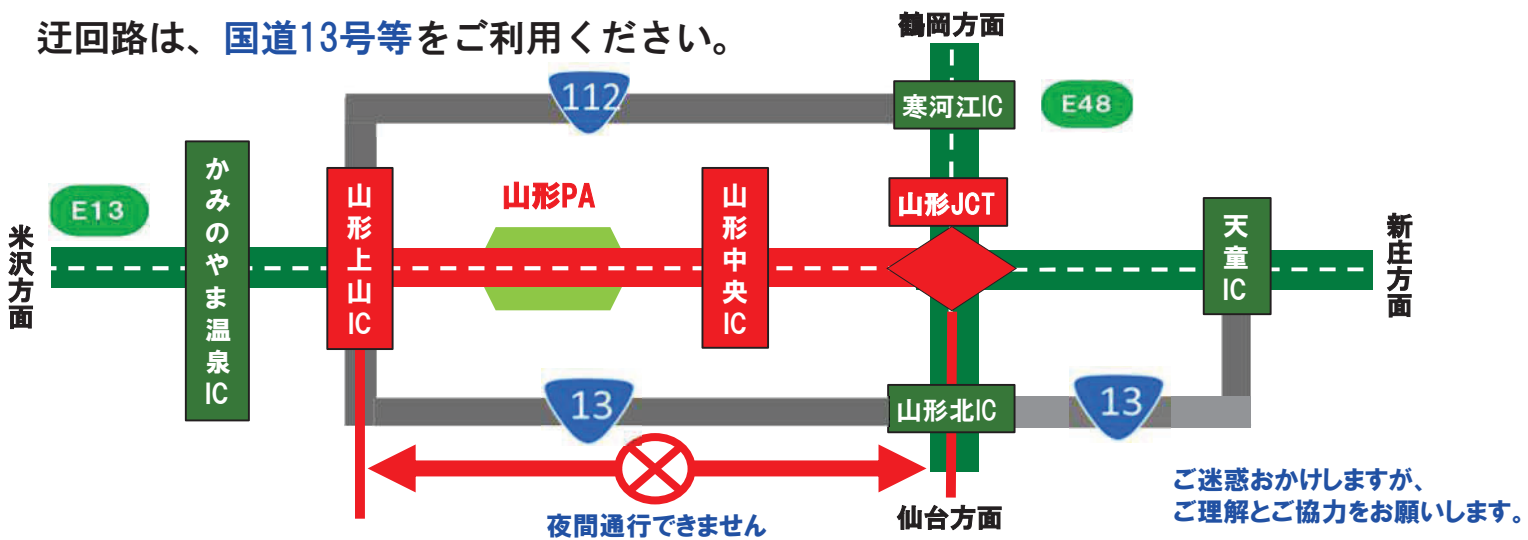 迂回路は、国道13号等をご利用ください。
鶴岡方面
112
寒河江IC
E48
かみのやま温泉IC
山形上山IC
山形PA
山形中央IC
山形JCT
E13
天童IC
米沢方面
新庄方面
13
山形北IC
13
夜間通行できません
仙台方面
ご迷惑おかけしますが、
ご理解とご協力をお願いします。